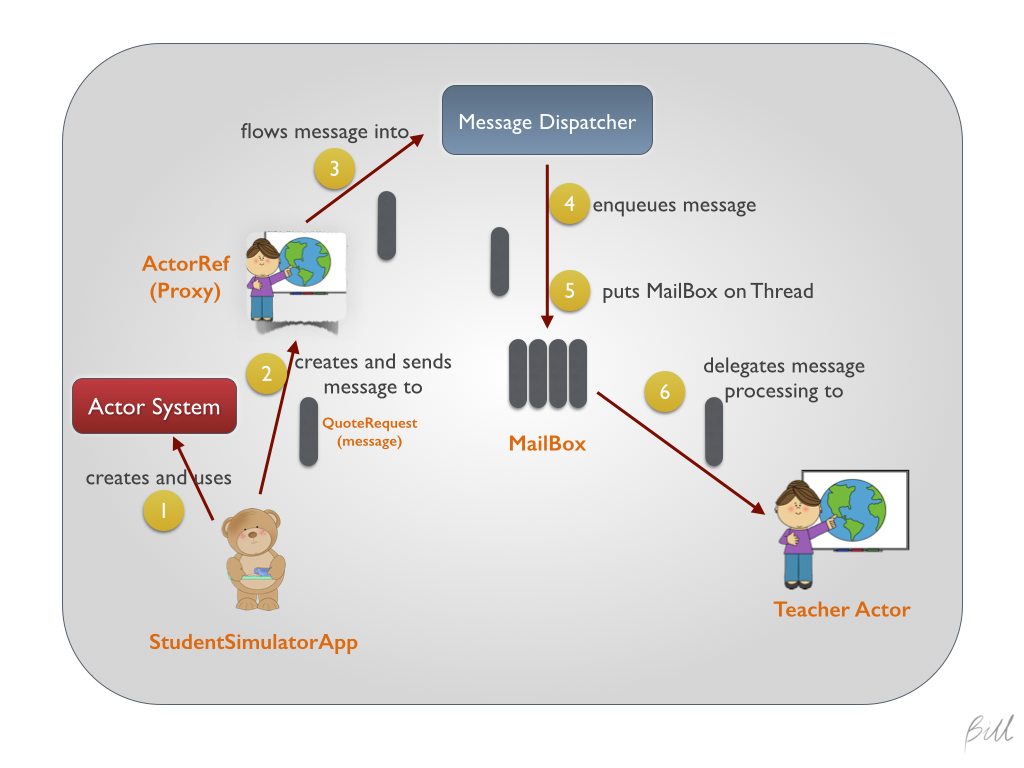 Message Dispatcher
flows message into
3
4
enqueues message
ActorRef
(Proxy)
5
puts MailBox on Thread
2
creates and sends
message to
delegates message
processing to
6
Actor System
QuoteRequest
(message)
MailBox
creates and uses
1
Teacher Actor
StudentSimulatorApp
Bill